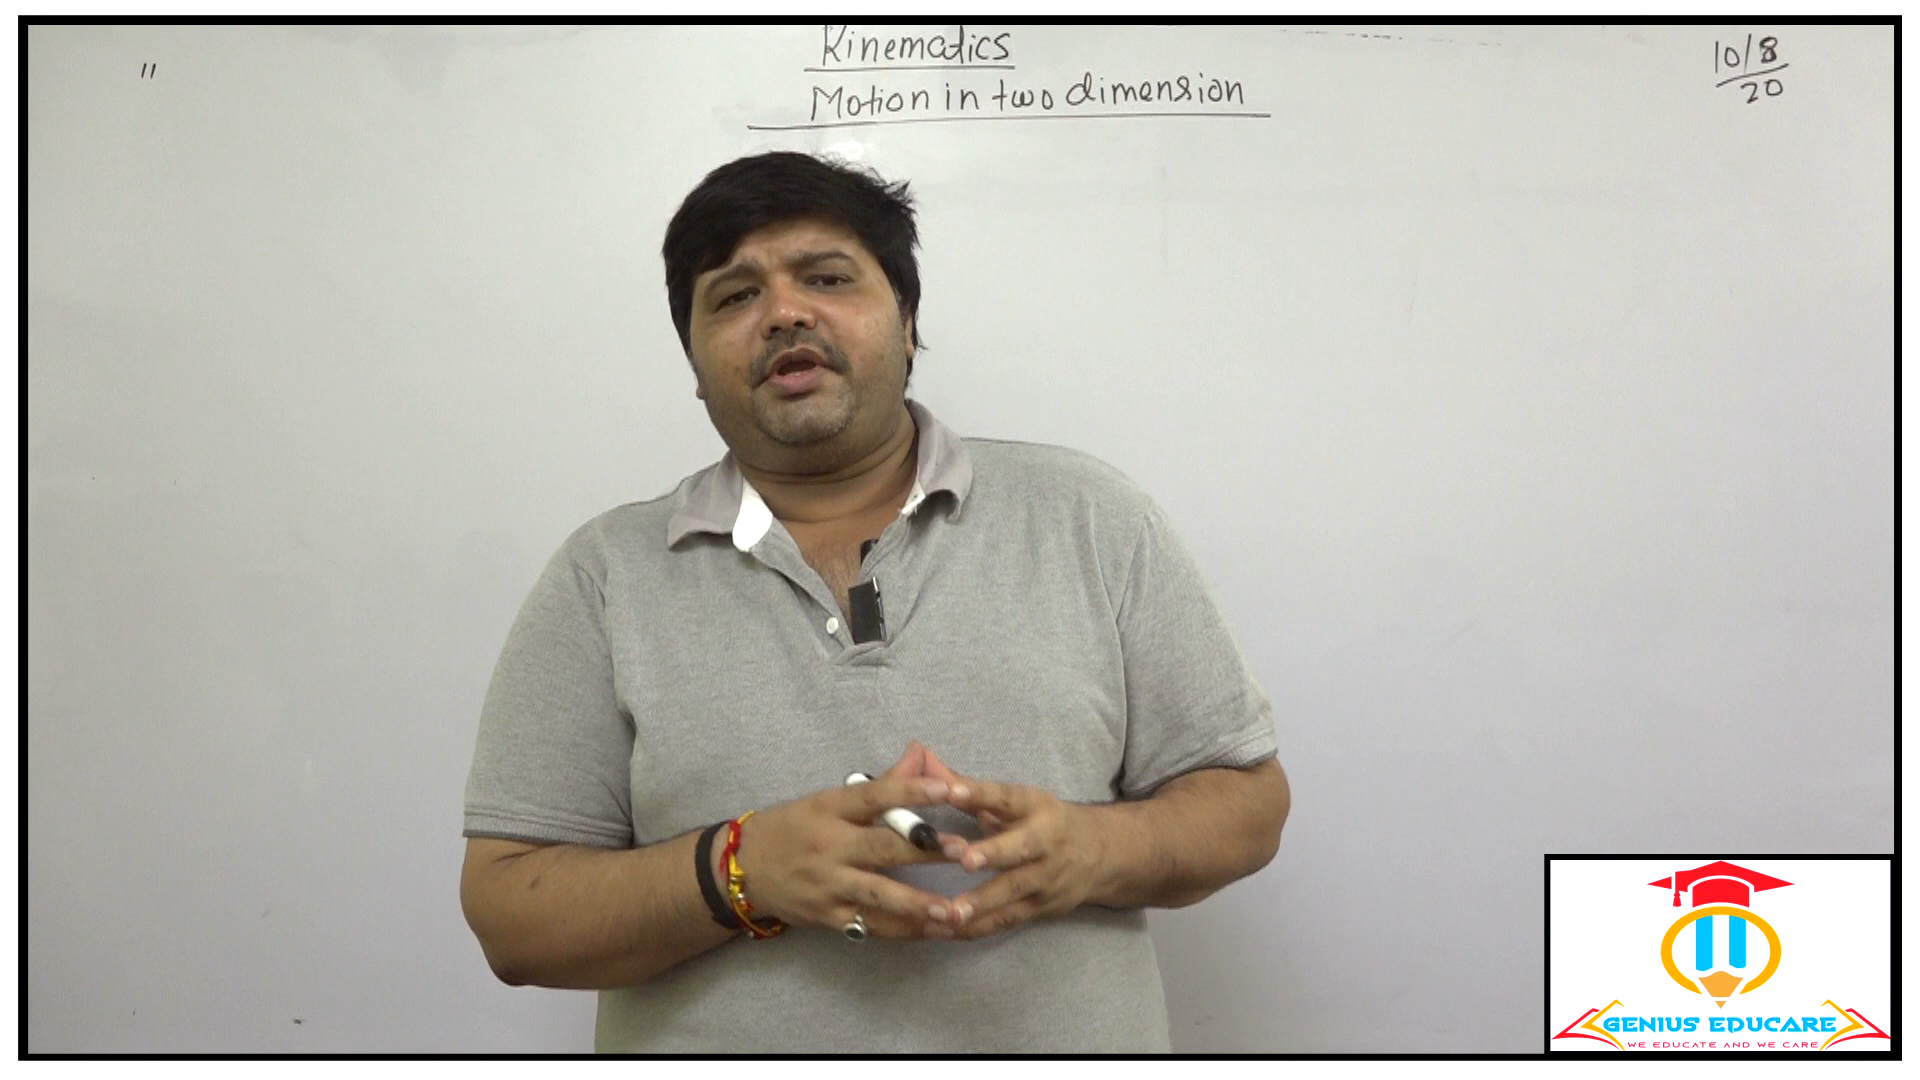 11
Kinematics
10/8
20
Motion in two dimension
GENIUS EDUCARE
WE EDUCATE AND WE CARE